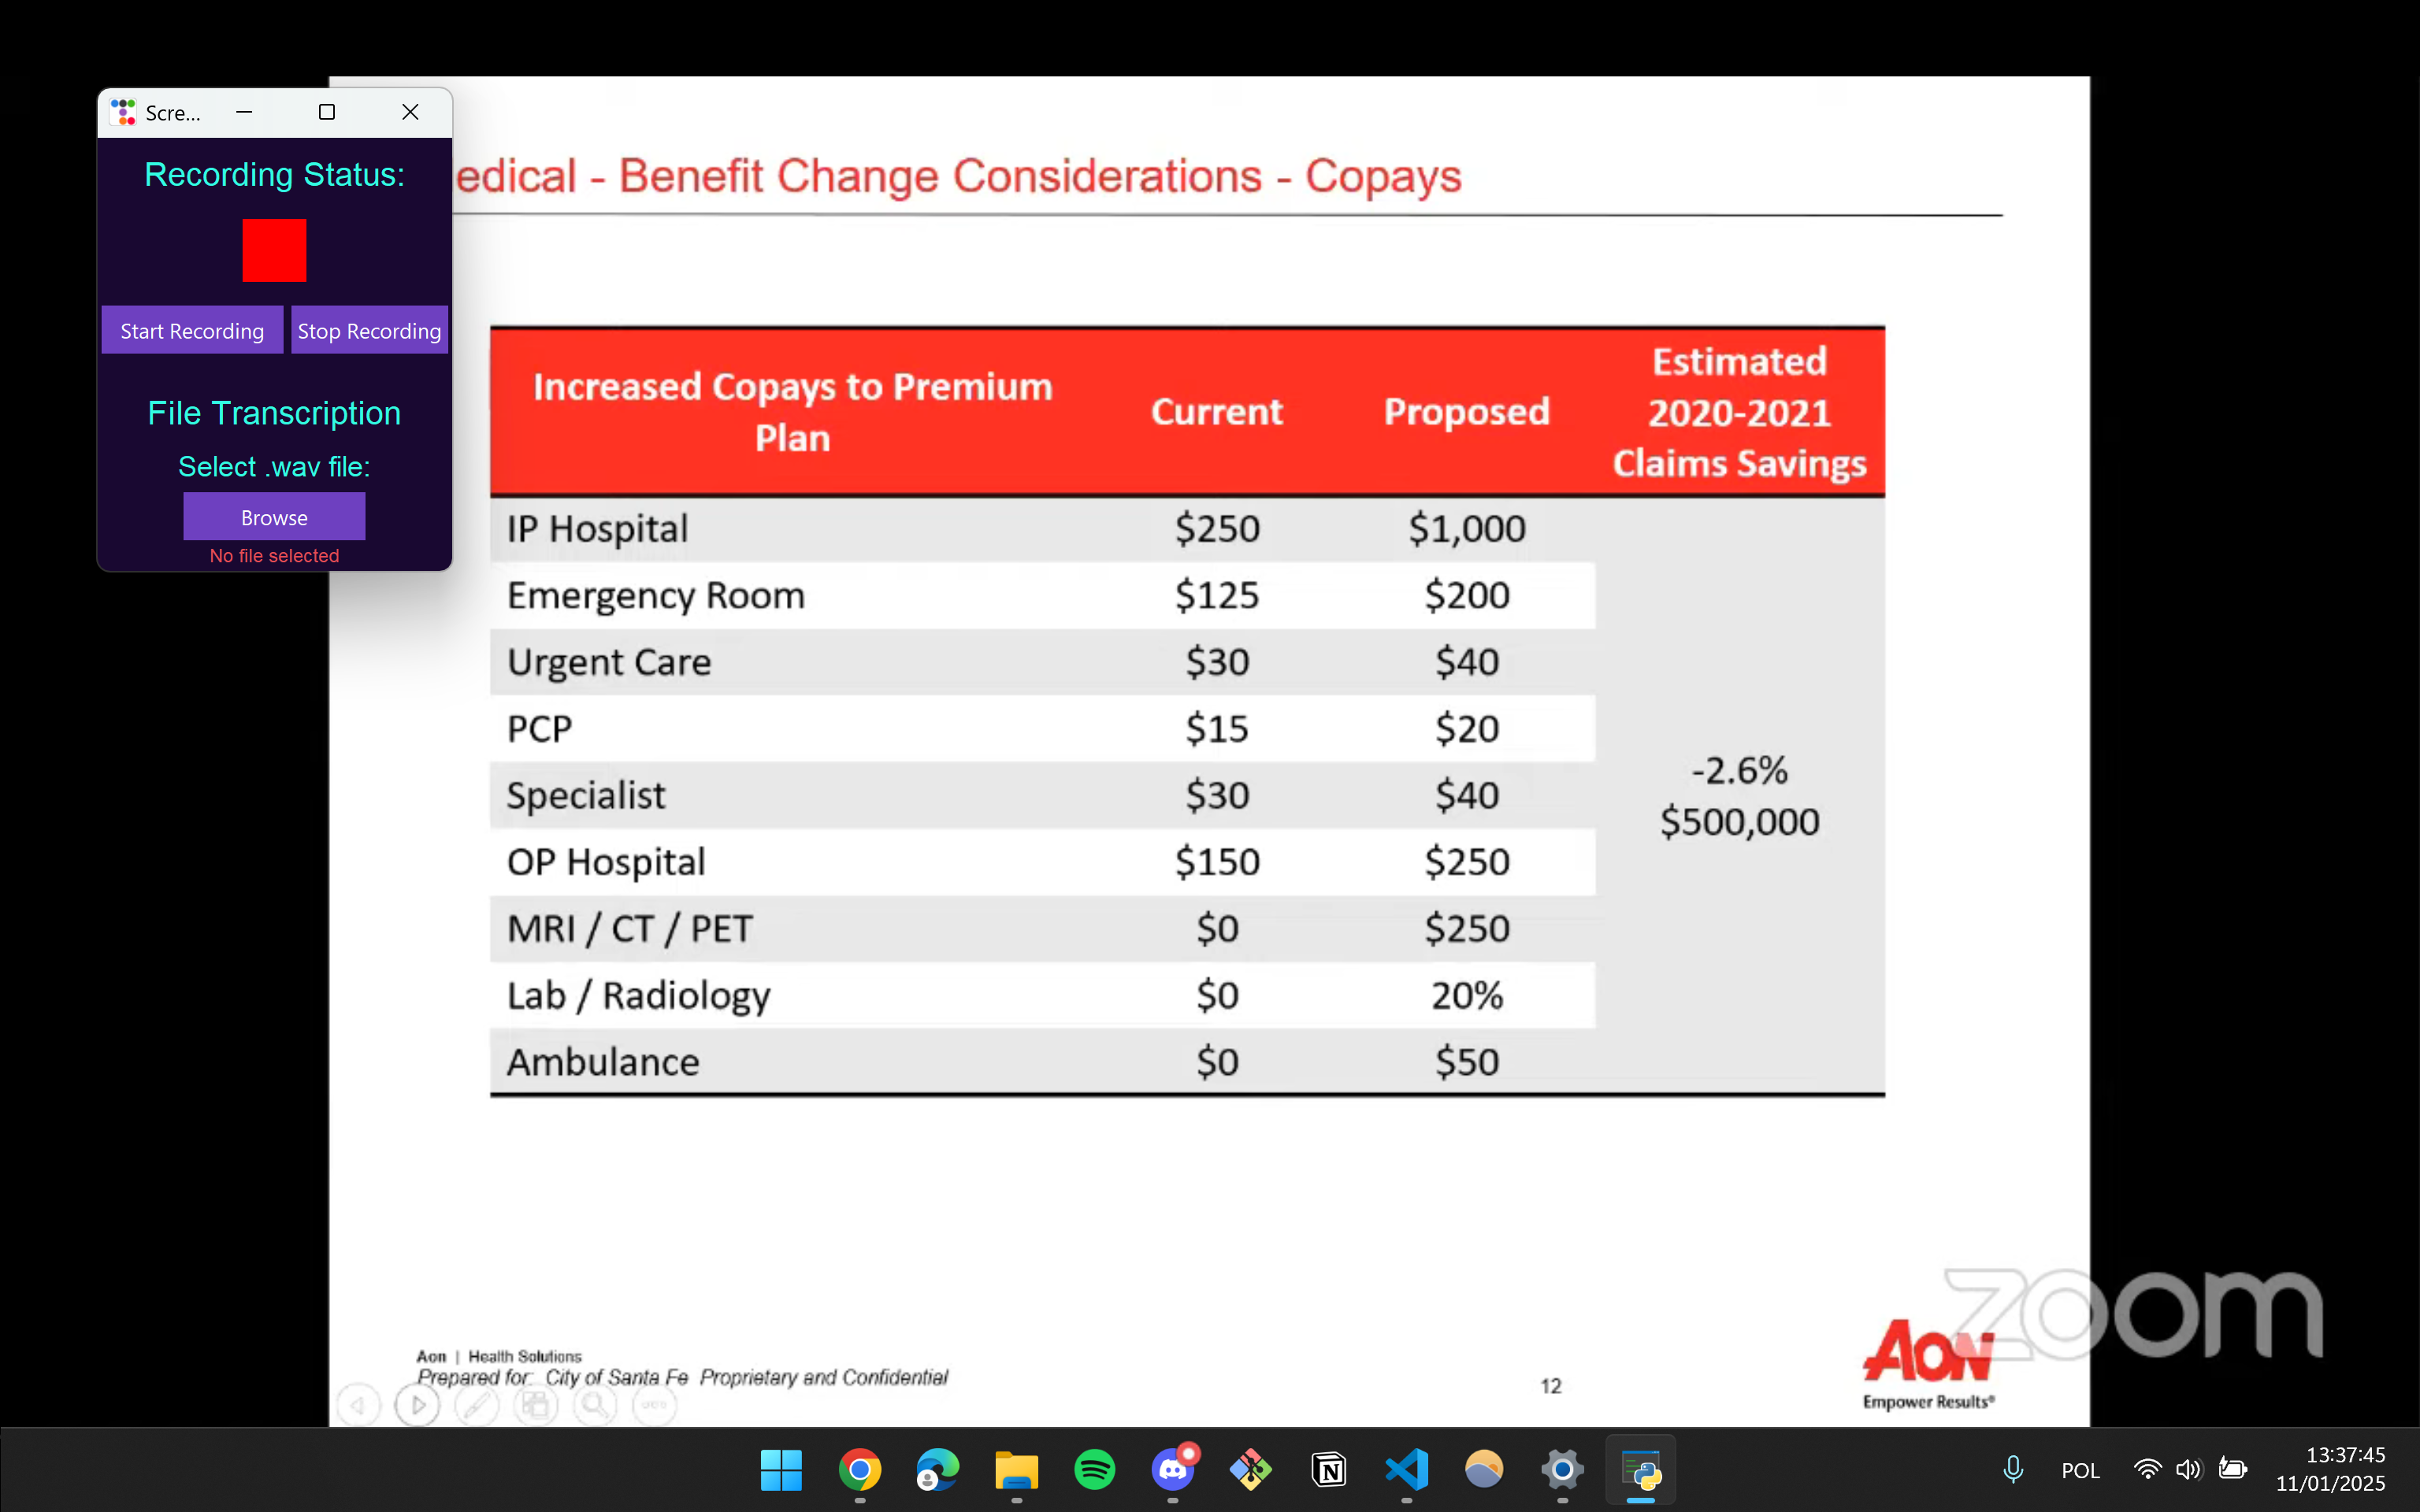 Scre...
Recording Status:
Start Recording
Stop Recording
File Transcription
Select .wav file:
Browse
No file selected
edical - Benefit Change Considerations - Copays
Increased Copays to Premium Plan Current Proposed Estimated 2020-2021 Claims Savings
IP Hospital $250 $1,000
Emergency Room $125 $200
Urgent Care $30 $40
PCP $15 $20
Specialist $30 $40
-2.6%
$500,000
OP Hospital $150 $250
MRI / CT / PET $0 $250
Lab / Radiology $0 20%
Ambulance $0 $50
Aon | Health Solutions
Prepared for: City of Santa Fe Proprietary and Confidential
12
AON
Empower Results®
zoom
POL
13:37:45
11/01/2025